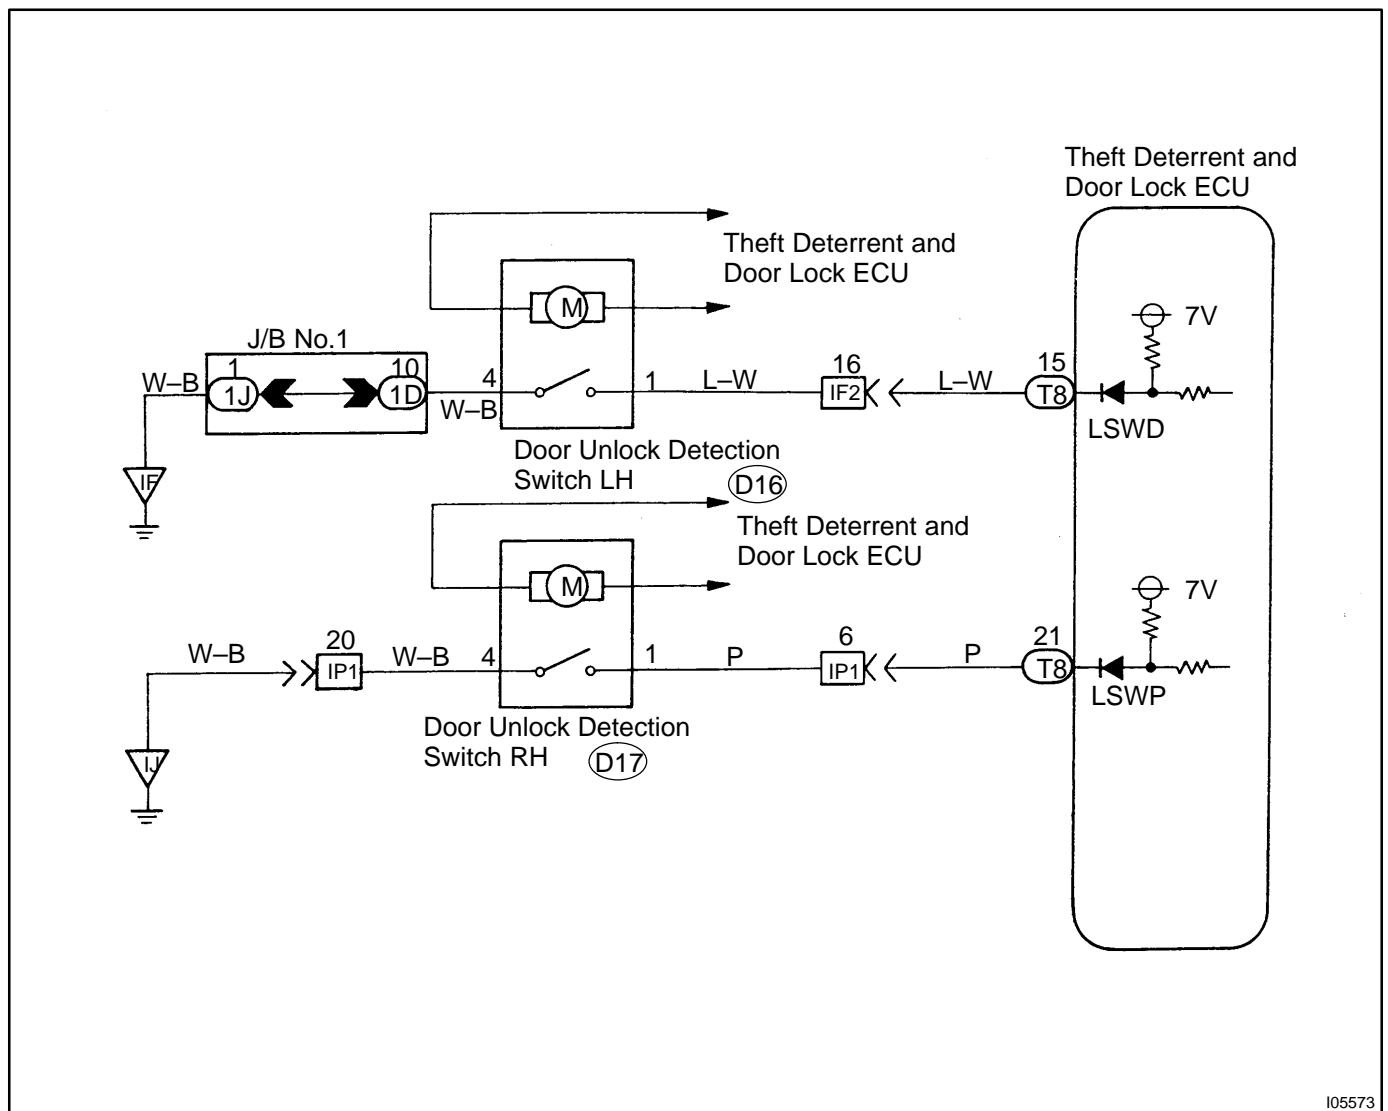 Theft Deterrent and
Door Lock ECU
Theft Deterrent and
Door Lock ECU
M
7V
J/B No.1
W–B
1
1J
10
1D
W–B
4
1
L–W
16
IF2
L–W
15
T8
LSWD
Door Unlock Detection
Switch LH
D16
IF
Theft Deterrent and
Door Lock ECU
M
7V
W–B
20
IP1
W–B
4
1
P
6
IP1
P
21
T8
LSWP
Door Unlock Detection
Switch RH
D17
IJ
I05573